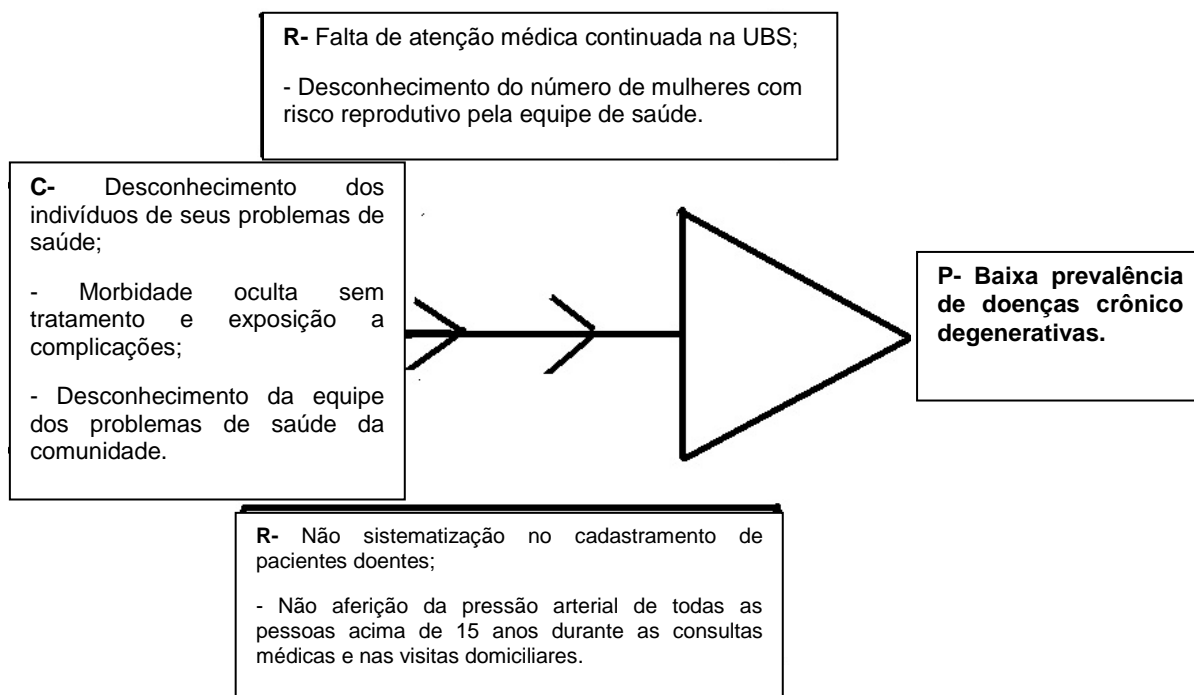 R- Falta de atenção médica continuada na UBS;
- Desconhecimento do número de mulheres com
risco reprodutivo pela equipe de saúde.
C- Desconhecimento dos
indivíduos de seus problemas de
saúde;
- Morbidade oculta sem
tratamento e exposição a
complicações;
- Desconhecimento da equipe
dos problemas de saúde da
comunidade.
P- Baixa prevalência
de doenças crônico
degenerativas.
R- Não sistematização no cadastramento de
pacientes doentes;
- Não aferição da pressão arterial de todas as
pessoas acima de 15 anos durante as consultas
médicas e nas visitas domiciliares.